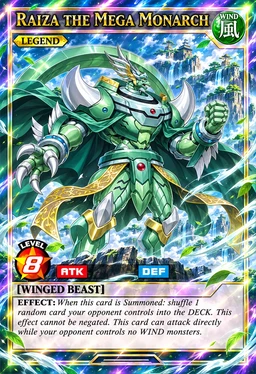 RAIZA THE MEGA MONARCH
WIND
風
LEGEND
LEVEL
8
ATK
DEF
[WINGED BEAST]
EFFECT: When this card is Summoned: shuffle 1
random card your opponent controls into the DECK. This
effect cannot be negated. This card can attack directly
while your opponent controls no WIND monsters.